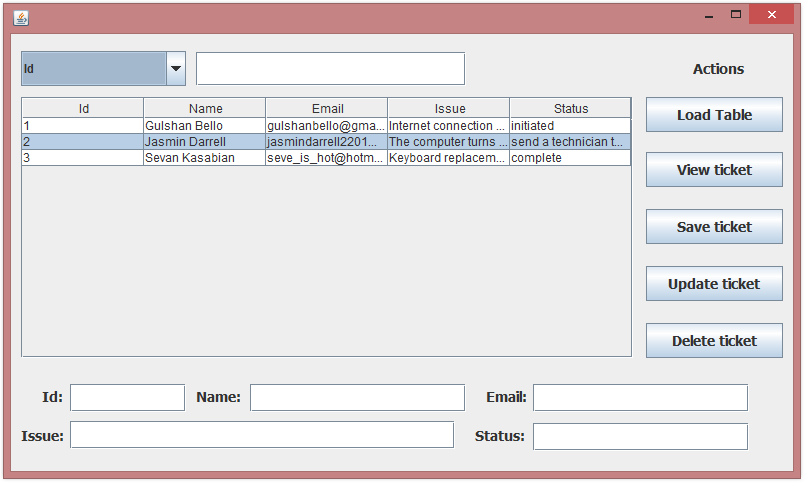 Id
Actions
Id Name Email Issue Status
1 Gulshan Bello gulshanbello@gma... Internet connection ... initiated
2 Jasmin Darrell jasmindarrell2201... The computer turns ... send a technician t...
3 Sevan Kasabian seve_is_hot@hotm... Keyboard replacem... complete
Load Table
View ticket
Save ticket
Update ticket
Delete ticket
Id: Name: Email:
Issue: Status: